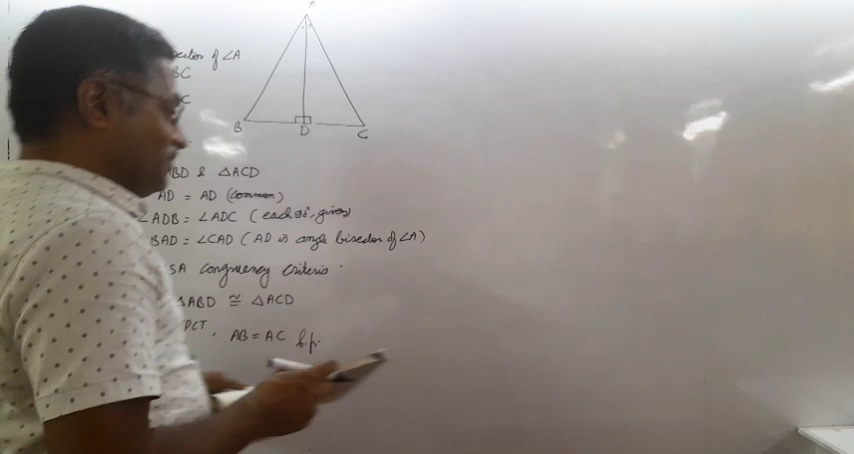 A
of ∠A
BC
C
B D C
BD & △ACD
AD = AD (common)
∠ADB = ∠ADC (each 90°, given)
BAD = ∠CAD (AD is angle bisector of ∠A)
SA congruency criteria.
△ABD ≅ △ACD
PCT, AB = AC h.p.